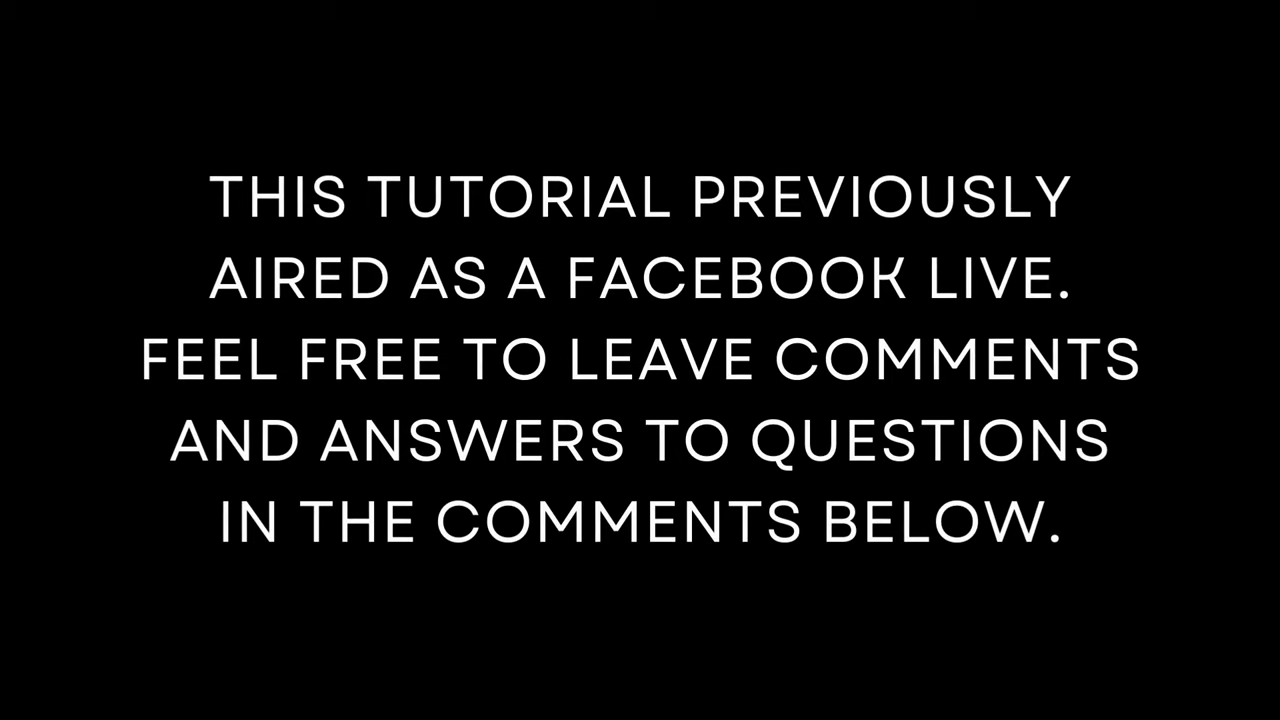 THIS TUTORIAL PREVIOUSLY
AIRED AS A FACEBOOK LIVE.
FEEL FREE TO LEAVE COMMENTS
AND ANSWERS TO QUESTIONS
IN THE COMMENTS BELOW.